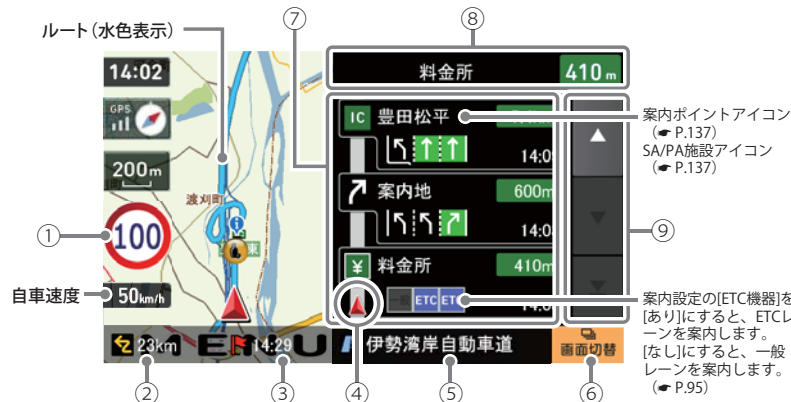 ⑦
⑧
ルート（水色表示）
14:02
GPS
200m
渡刈町
東
100
①
自車速度
50km/h
23km
14:29
②
③
料金所
410m
IC 豊田松平
14:0
案内地
600m
14:0
¥ 料金所
410m
一般 ETC ETC
伊勢湾岸自動車道
画面切替
④
⑤
⑥
⑨
案内ポイントアイコン
（☛ P.137）
SA/PA施設アイコン
（☛ P.137）
案内設定の[ETC機器]を
[あり]にすると、ETCレ
ーンを案内します。
[なし]にすると、一般
レーンを案内します。
（☛ P.95）